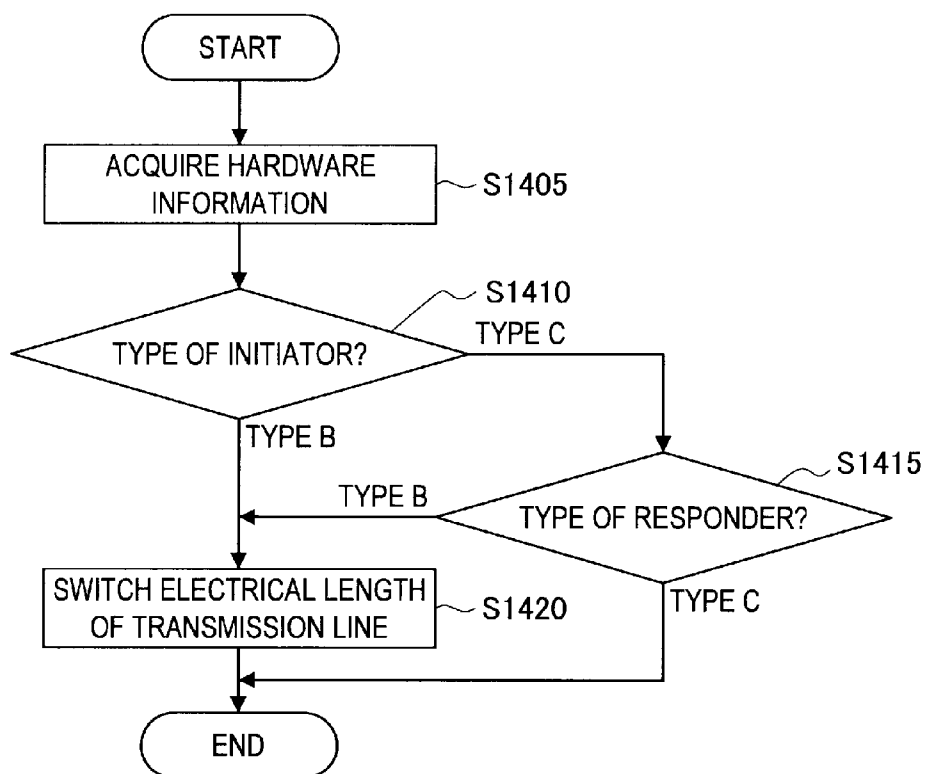 START
ACQUIRE HARDWARE
INFORMATION
S1405
S1410
TYPE OF INITIATOR?
TYPE C
TYPE B
S1415
TYPE B
TYPE OF RESPONDER?
TYPE C
SWITCH ELECTRICAL LENGTH
OF TRANSMISSION LINE
S1420
END